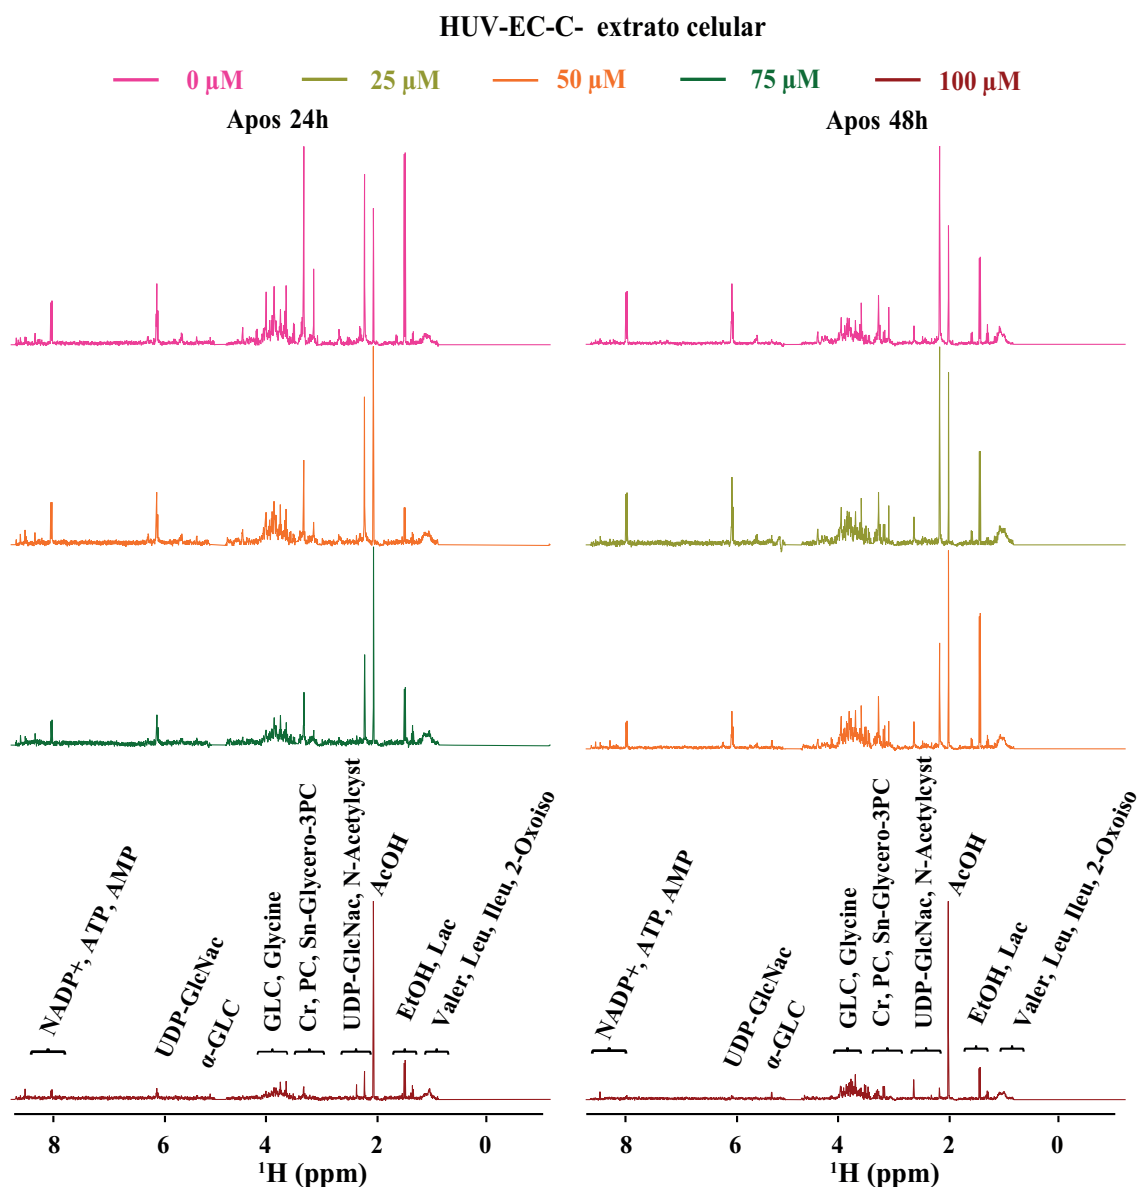 HUV-EC-C- extrato celular
0 µM
25 µM
50 µM
75 µM
100 µM
Apos 24h
Apos 48h
NADP+, ATP, AMP
UDP-GlcNac
α-GLC
GLC, Glycine
Cr, PC, Sn-Glycero-3PC
UDP-GlcNac, N-Acetylcyst
AcOH
EtOH, Lac
Valer, Leu, Ileu, 2-Oxoiso
NADP+, ATP, AMP
UDP-GlcNac
α-GLC
GLC, Glycine
Cr, PC, Sn-Glycero-3PC
UDP-GlcNac, N-Acetylcyst
AcOH
EtOH, Lac
Valer, Leu, Ileu, 2-Oxoiso
8 6 4 2 0
8 6 4 2 0
¹H (ppm)
¹H (ppm)